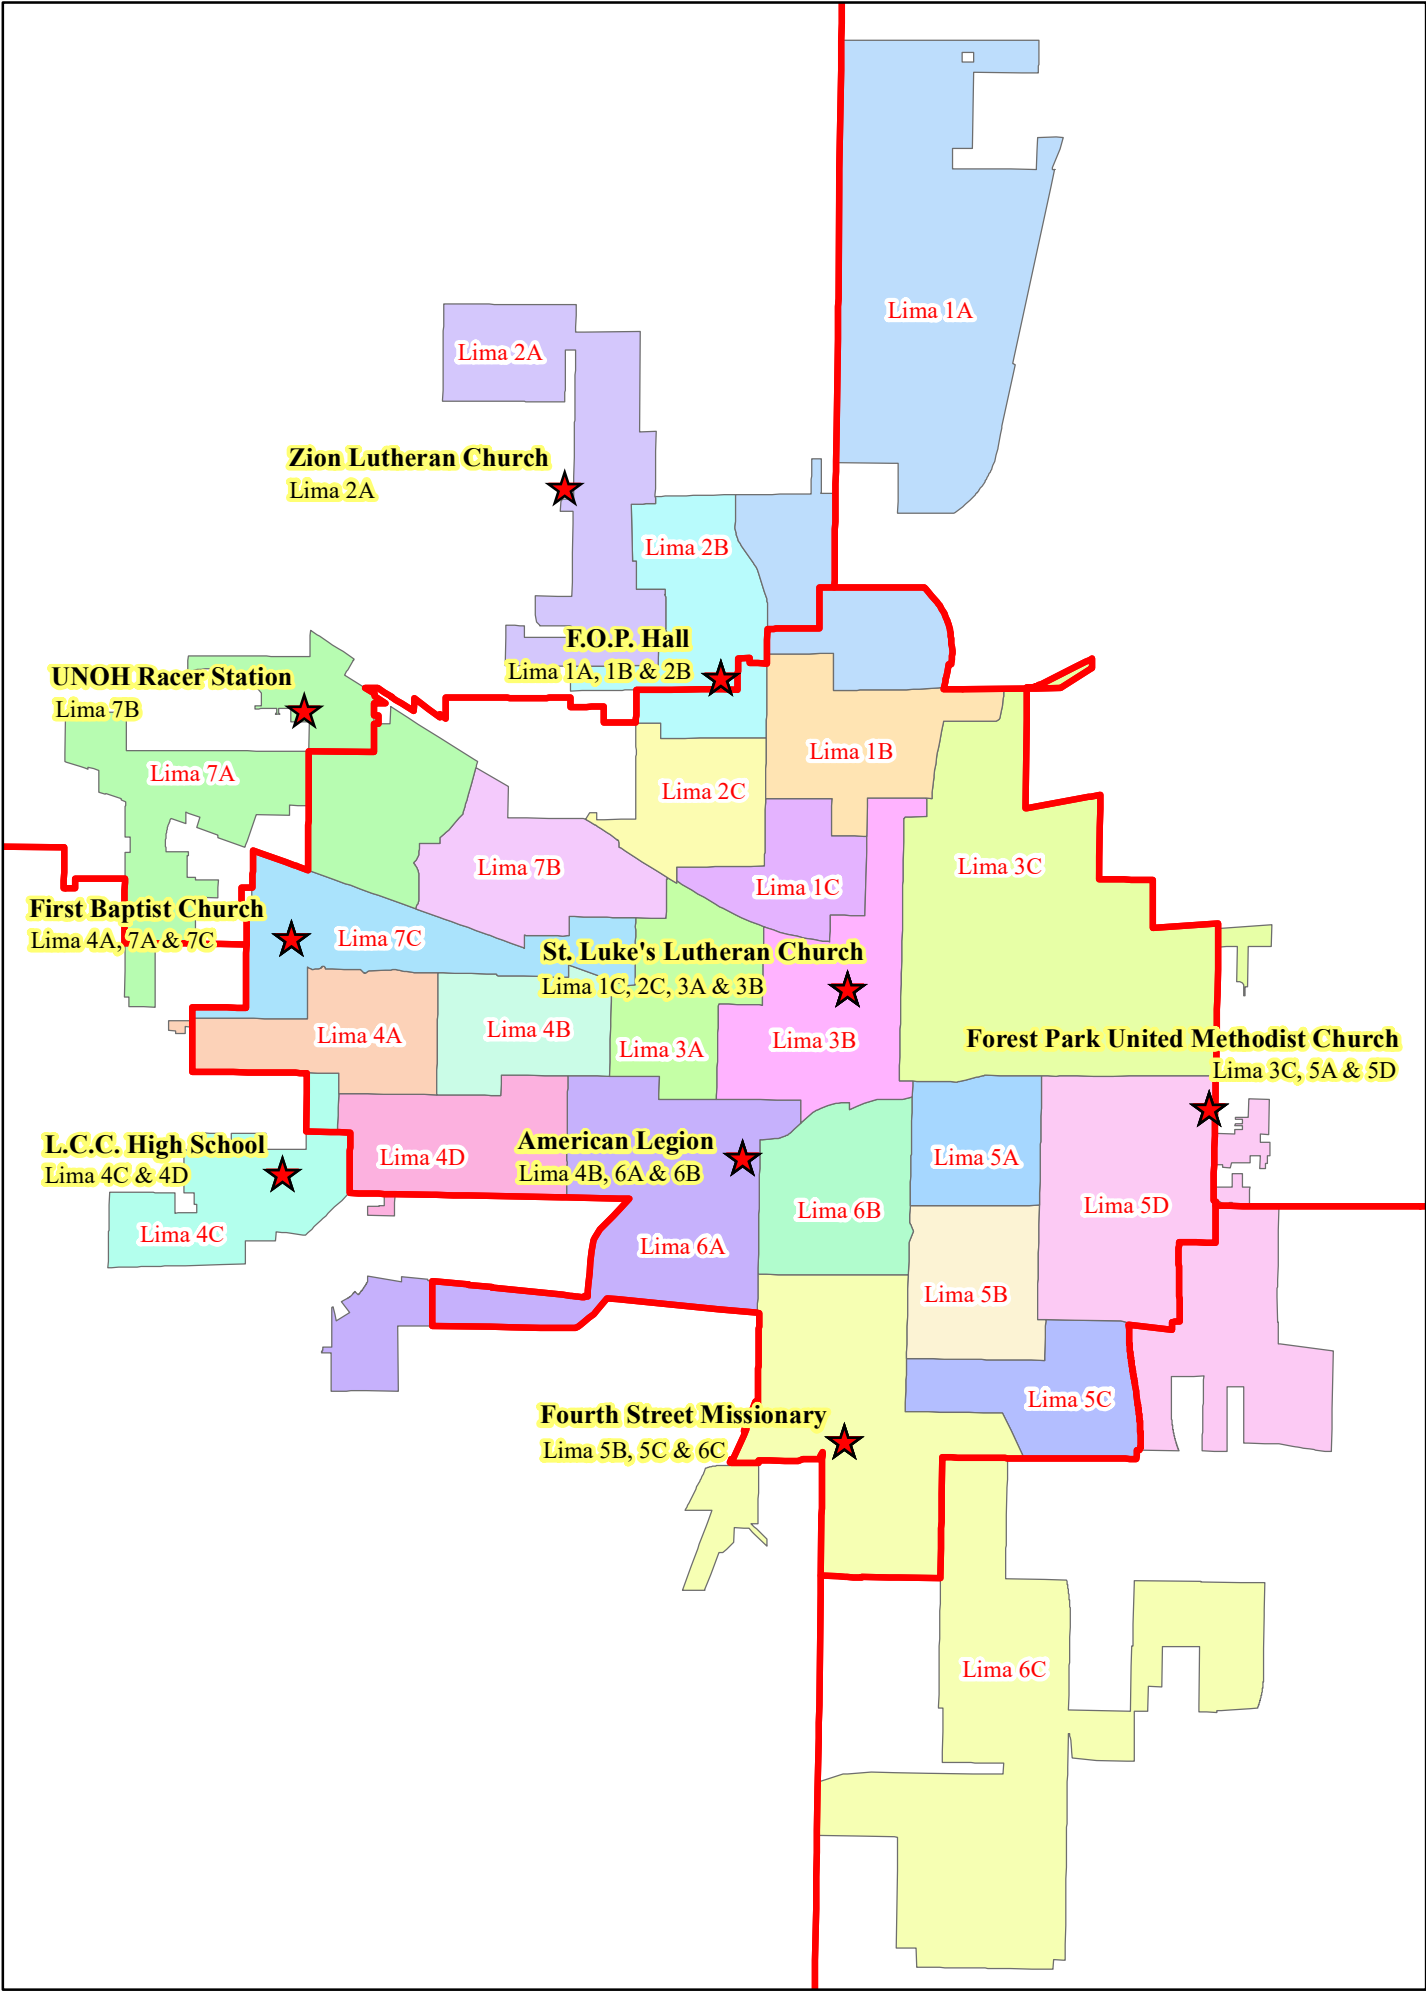 Lima 1A
Lima 2A
Zion Lutheran Church
Lima 2A
Lima 2B
F.O.P. Hall
Lima 1A, 1B & 2B
UNOH Racer Station
Lima 7B
Lima 7A
Lima 1B
Lima 2C
Lima 7B
Lima 1C
Lima 3C
First Baptist Church
Lima 4A, 7A & 7C
Lima 7C
St. Luke's Lutheran Church
Lima 1C, 2C, 3A & 3B
Lima 4A
Lima 4B
Lima 3A
Lima 3B
Forest Park United Methodist Church
Lima 3C, 5A & 5D
L.C.C. High School
Lima 4C & 4D
Lima 4D
American Legion
Lima 4B, 6A & 6B
Lima 5A
Lima 4C
Lima 6A
Lima 6B
Lima 5D
Lima 5B
Lima 5C
Fourth Street Missionary
Lima 5B, 5C & 6C
Lima 6C